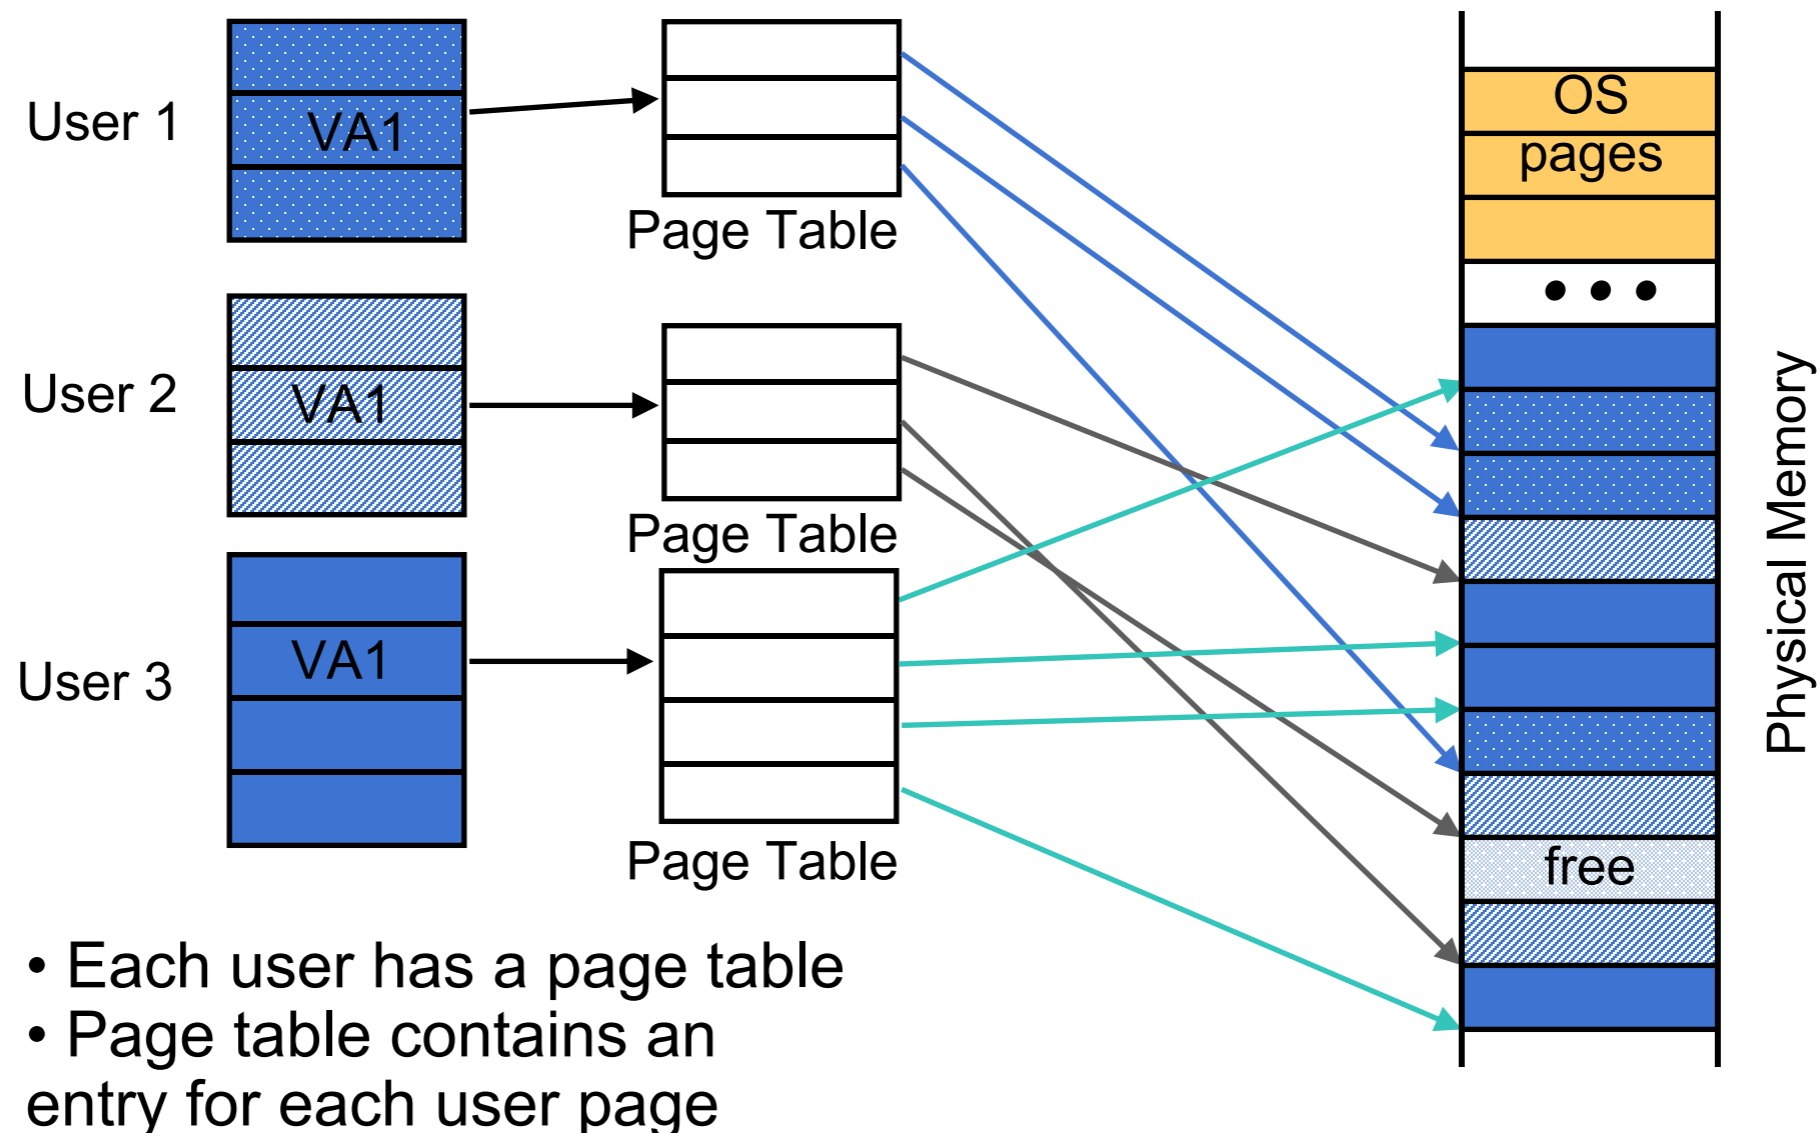 User 1
VA1
Page Table
User 2
VA1
Page Table
User 3
VA1
Page Table
OS
pages
• • •
free
Physical Memory
• Each user has a page table
• Page table contains an
entry for each user page